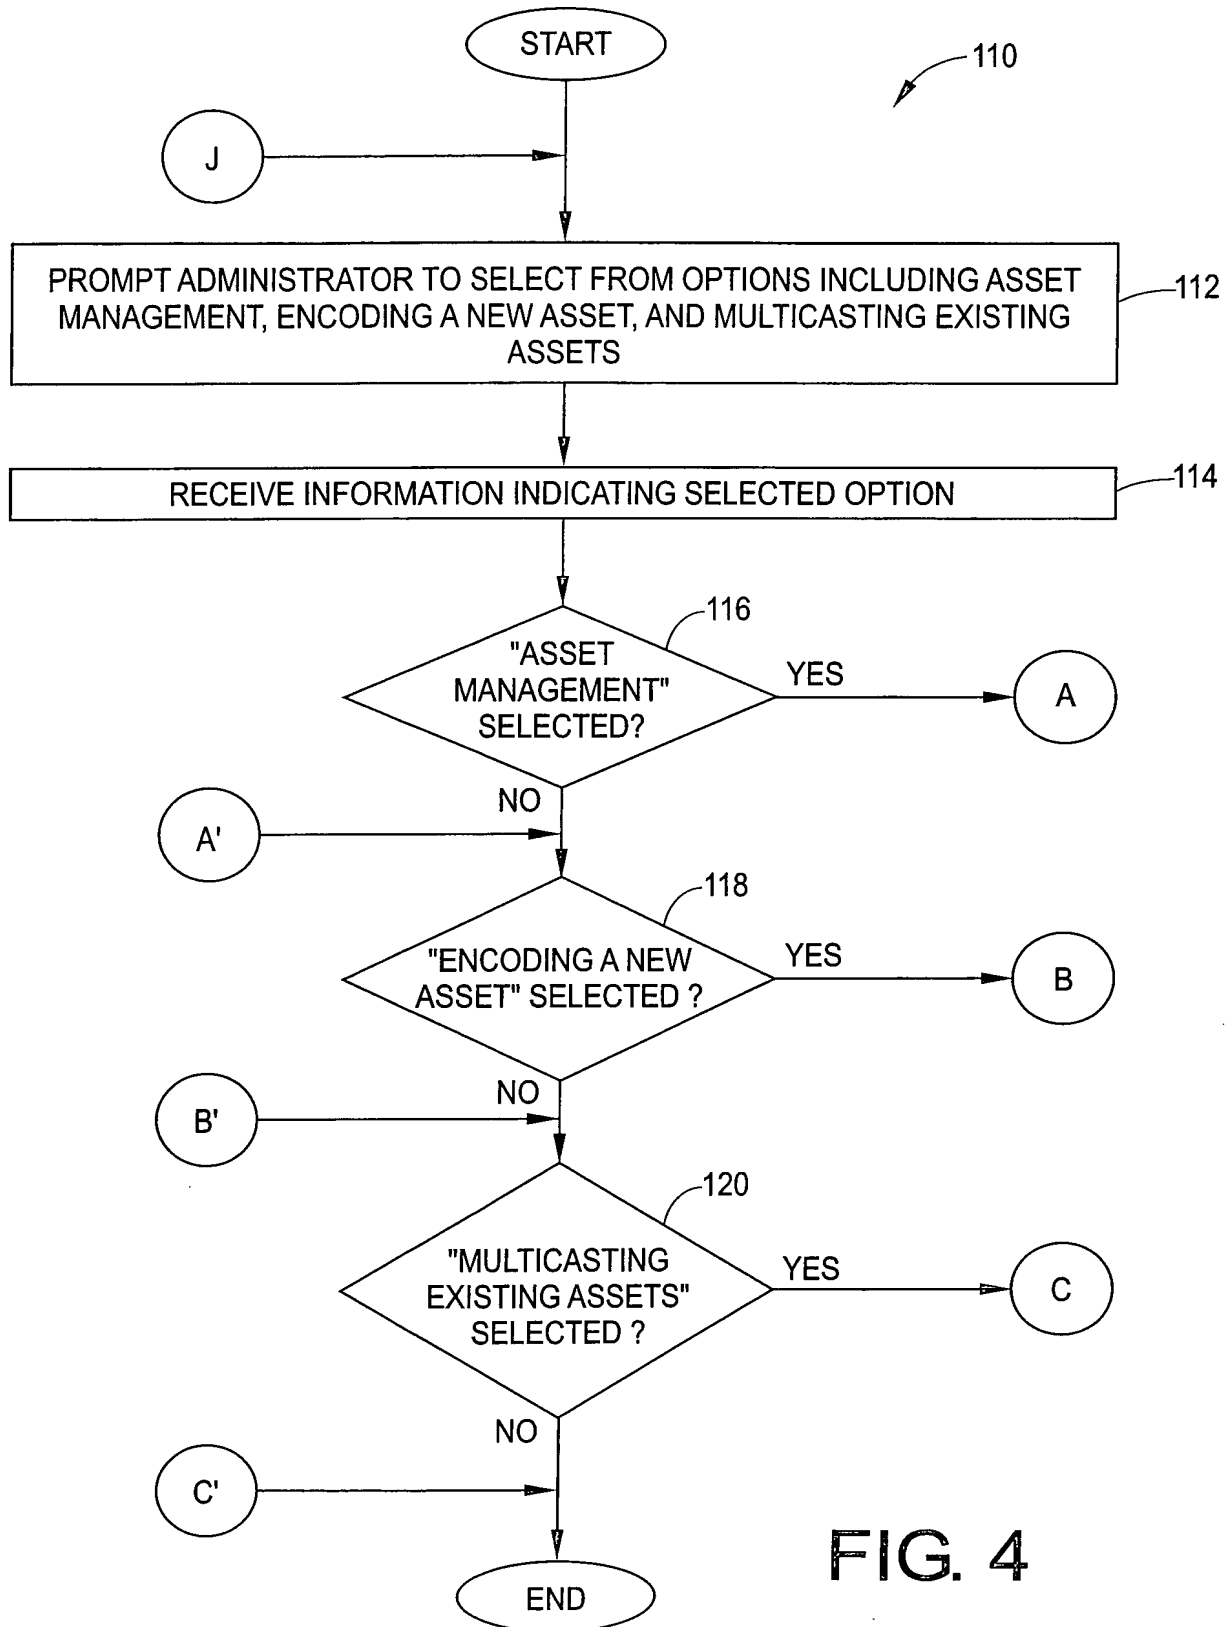 START
110
J
PROMPT ADMINISTRATOR TO SELECT FROM OPTIONS INCLUDING ASSET
MANAGEMENT, ENCODING A NEW ASSET, AND MULTICASTING EXISTING
ASSETS
112
RECEIVE INFORMATION INDICATING SELECTED OPTION
114
116
"ASSET
MANAGEMENT"
SELECTED?
YES
A
NO
A'
118
"ENCODING A NEW
ASSET" SELECTED ?
YES
B
NO
B'
120
"MULTICASTING
EXISTING ASSETS"
SELECTED ?
YES
C
NO
C'
END
FIG. 4